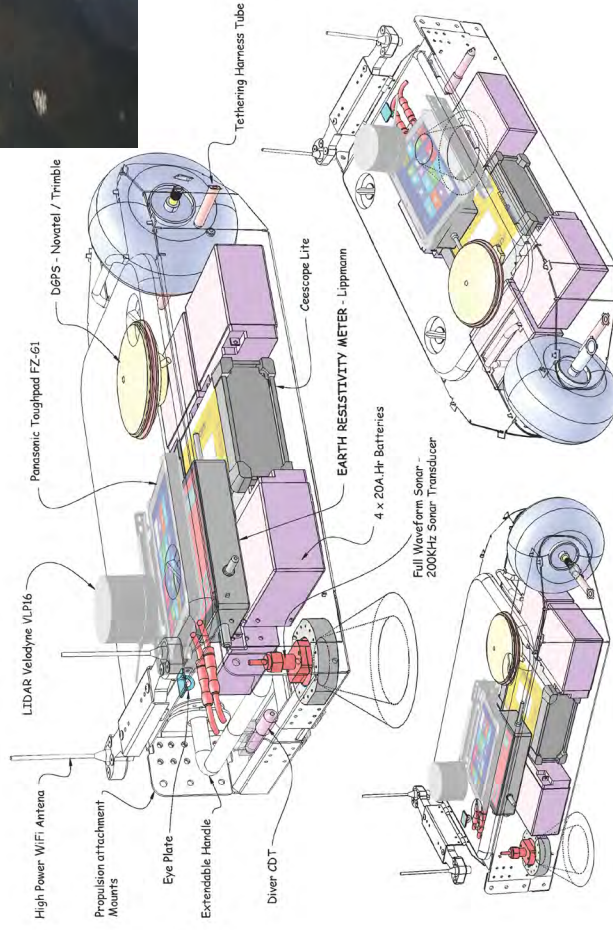 High Power WiFi Antena
Propulsion attachment
Mounts
Eye Plate
Extendable Handle
Diver CDT
LIDAR Velodyne VLP16
Panasonic Toughpad FZ-G1
DGPS - Novatel / Trimble
Tethering Harness Tube
Ceescope Lite
EARTH RESISTIVITY METER - Lippmann
4 x 20A.Hr Batteries
Full Waveform Sonar -
200KHz Sonar Transducer